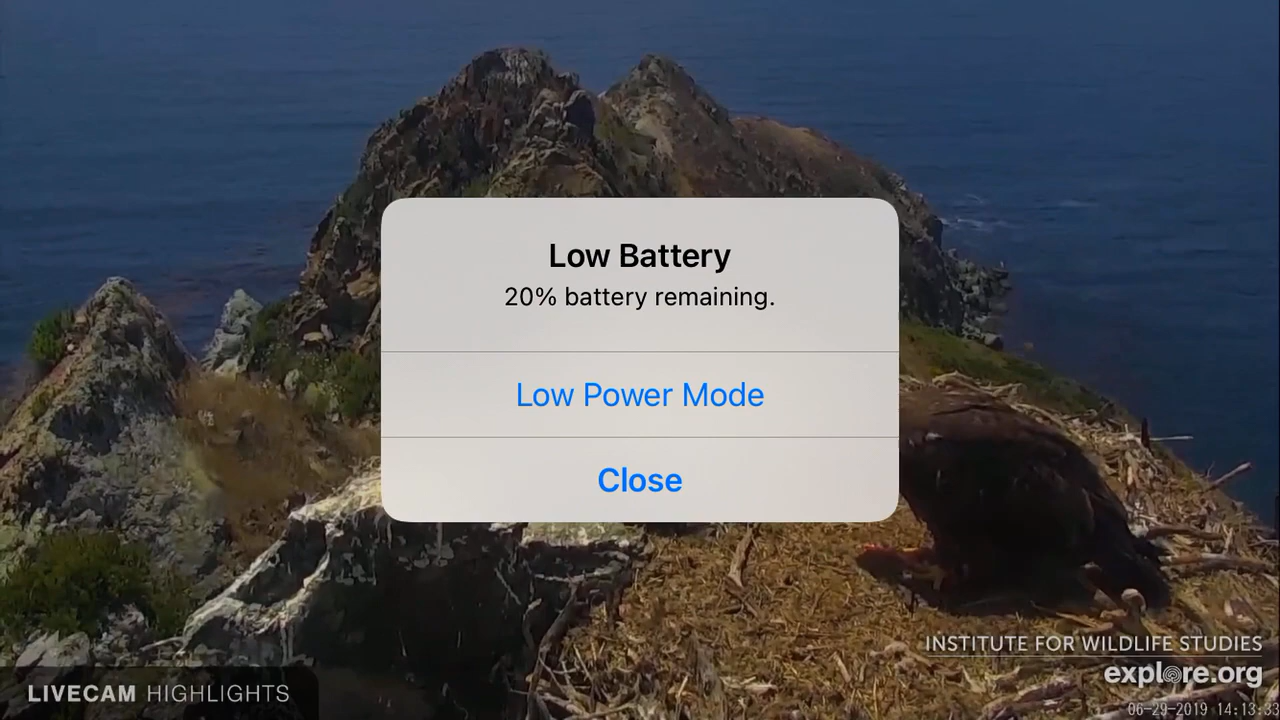 Low Battery
20% battery remaining.
Low Power Mode
Close
INSTITUTE FOR WILDLIFE STUDIES
explore.org
LIVECAM HIGHLIGHTS
06-29-2019 14:13:33